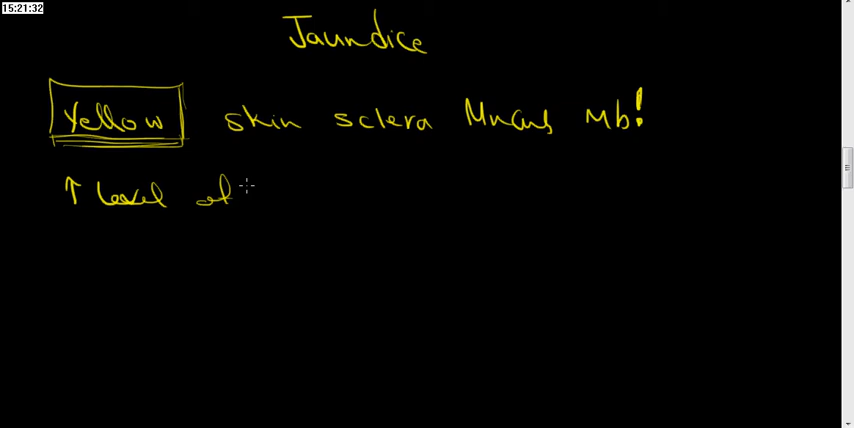 15:21:32
Jaundice
Yellow skin sclera Mucus Mb!
↑ Level of